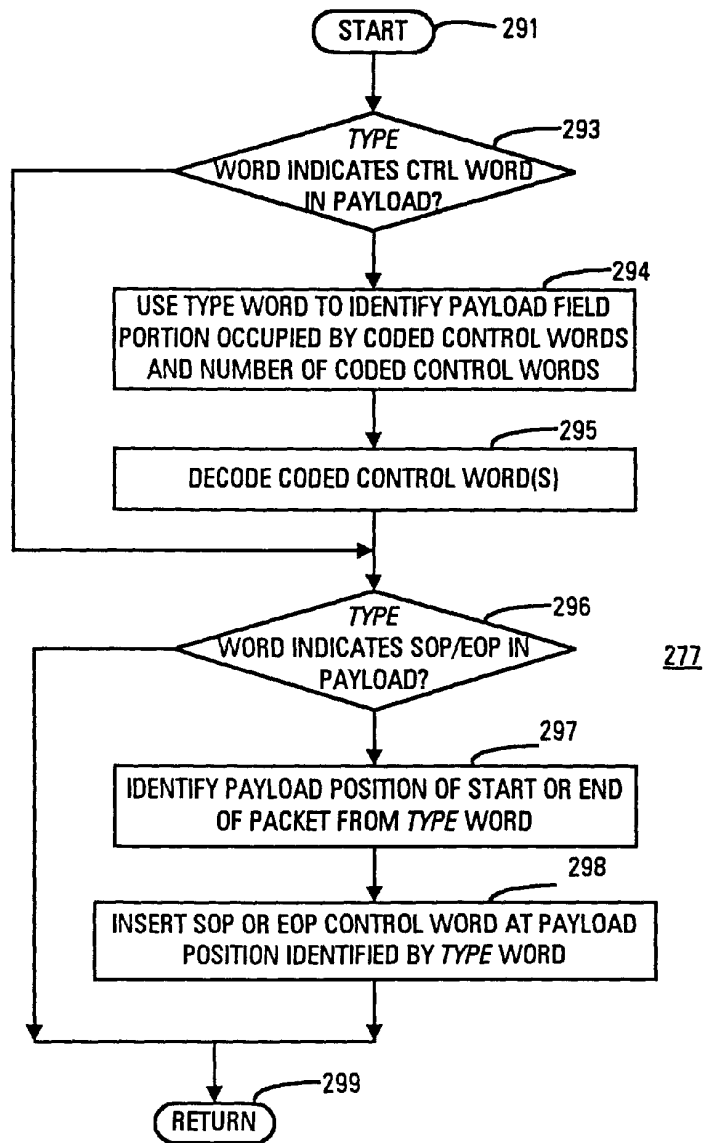 START
291
TYPE
293
WORD INDICATES CTRL WORD
IN PAYLOAD?
294
USE TYPE WORD TO IDENTIFY PAYLOAD FIELD
PORTION OCCUPIED BY CODED CONTROL WORDS
AND NUMBER OF CODED CONTROL WORDS
295
DECODE CODED CONTROL WORD(S)
TYPE
296
WORD INDICATES SOP/EOP IN
PAYLOAD?
277
297
IDENTIFY PAYLOAD POSITION OF START OR END
OF PACKET FROM TYPE WORD
298
INSERT SOP OR EOP CONTROL WORD AT PAYLOAD
POSITION IDENTIFIED BY TYPE WORD
299
RETURN